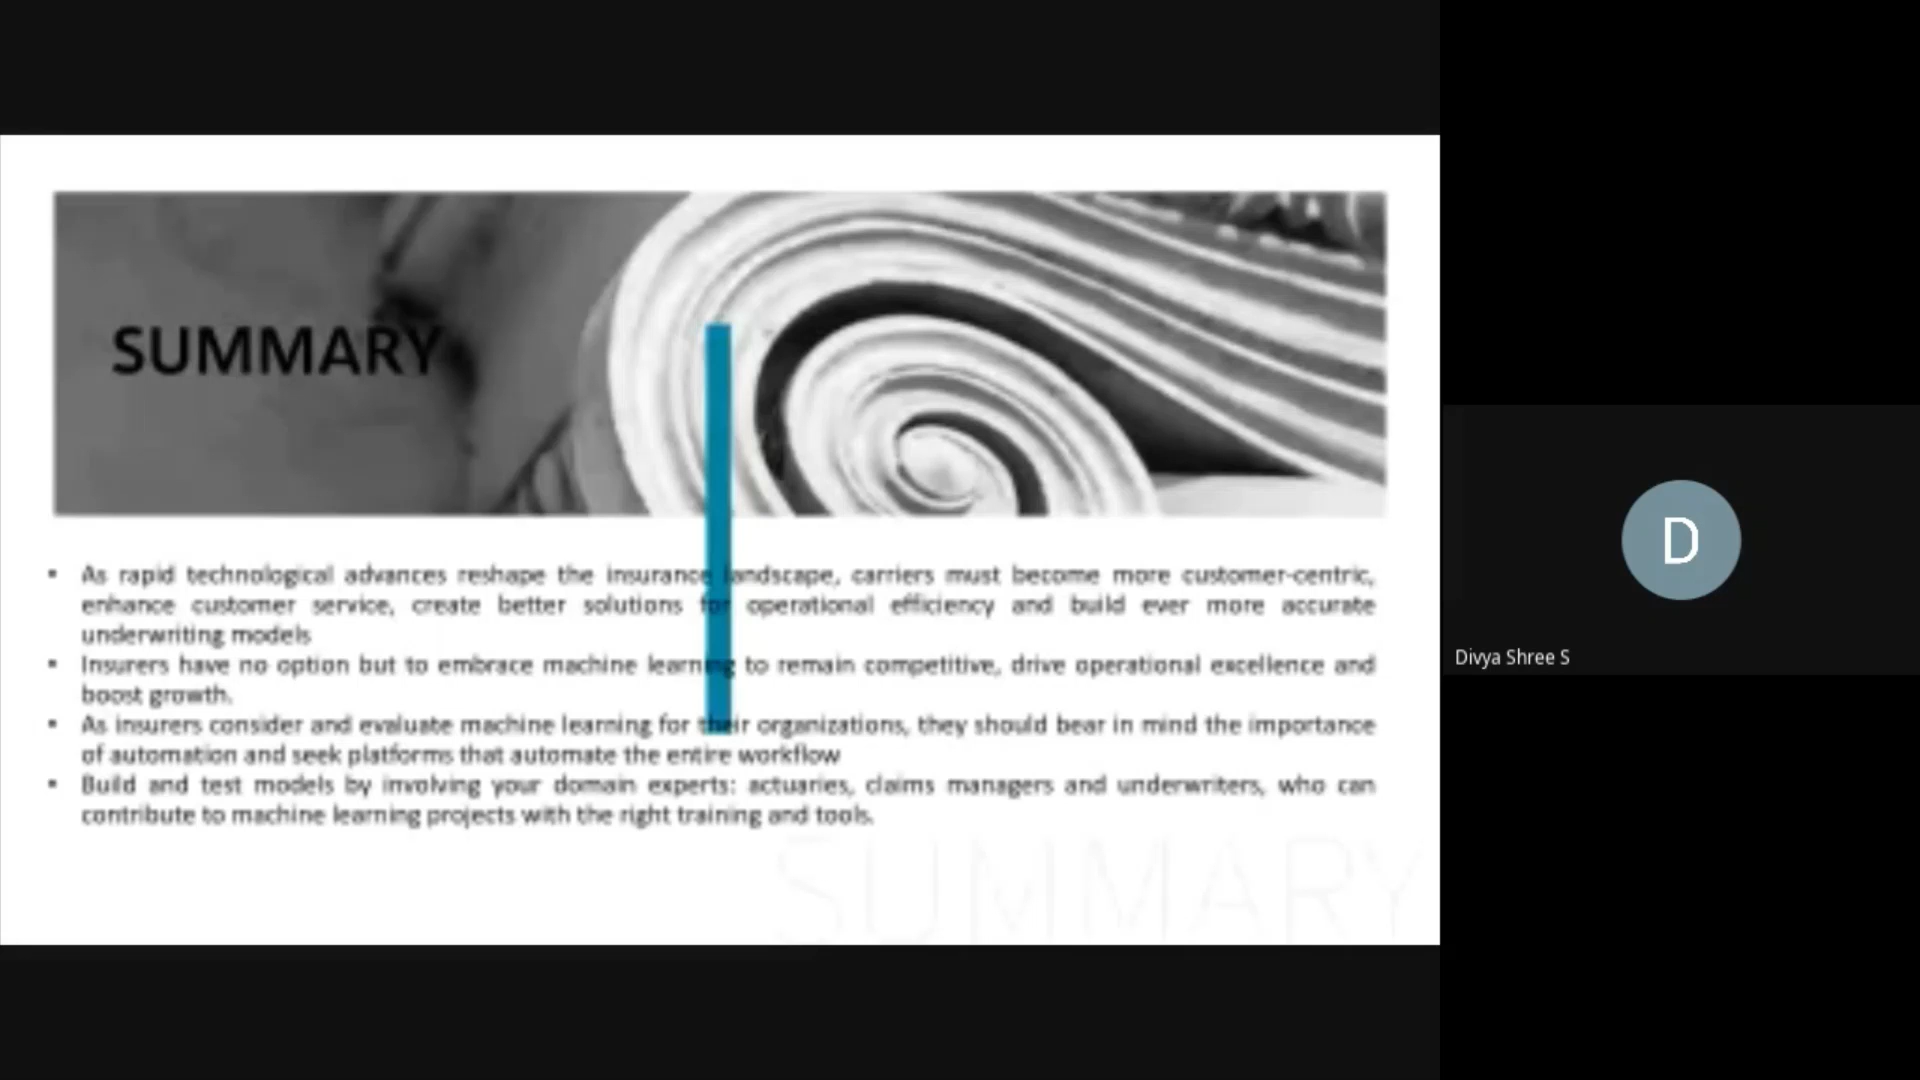 SUMMARY
• As rapid technological advances reshape the insurance landscape, carriers must become more customer-centric,
enhance customer service, create better solutions for operational efficiency and build ever more accurate
underwriting models
• Insurers have no option but to embrace machine learning to remain competitive, drive operational excellence and
boost growth.
• As insurers consider and evaluate machine learning for their organizations, they should bear in mind the importance
of automation and seek platforms that automate the entire workflow
• Build and test models by involving your domain experts: actuaries, claims managers and underwriters, who can
contribute to machine learning projects with the right training and tools.
SUMMARY
D
Divya Shree S